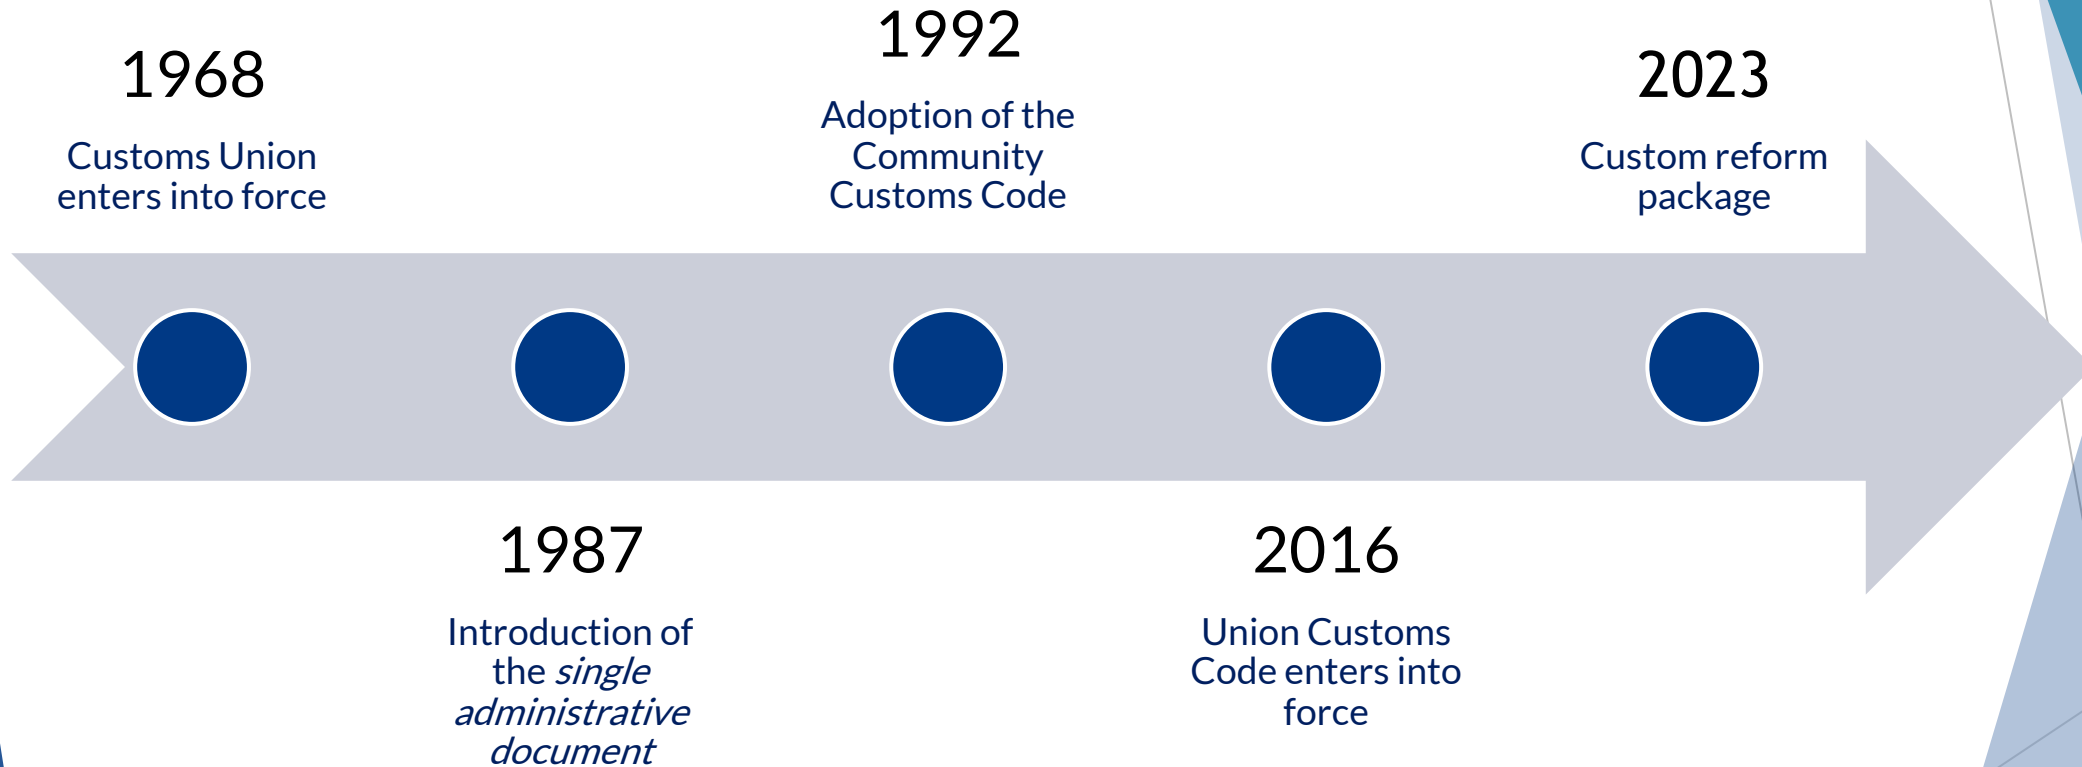 1968
Customs Union
enters into force
1987
Introduction of
the single
administrative
document
1992
Adoption of the
Community
Customs Code
2016
Union Customs
Code enters into
force
2023
Custom reform
package